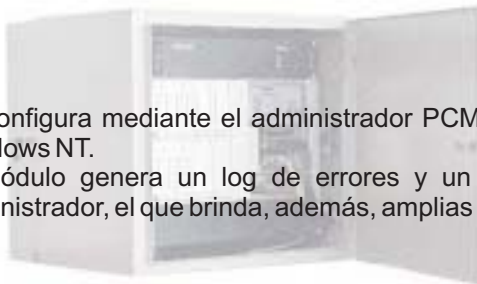 onfigura mediante el administrador PCM
dows NT.
ódulo genera un log de errores y un
inistrador, el que brinda, además, amplias